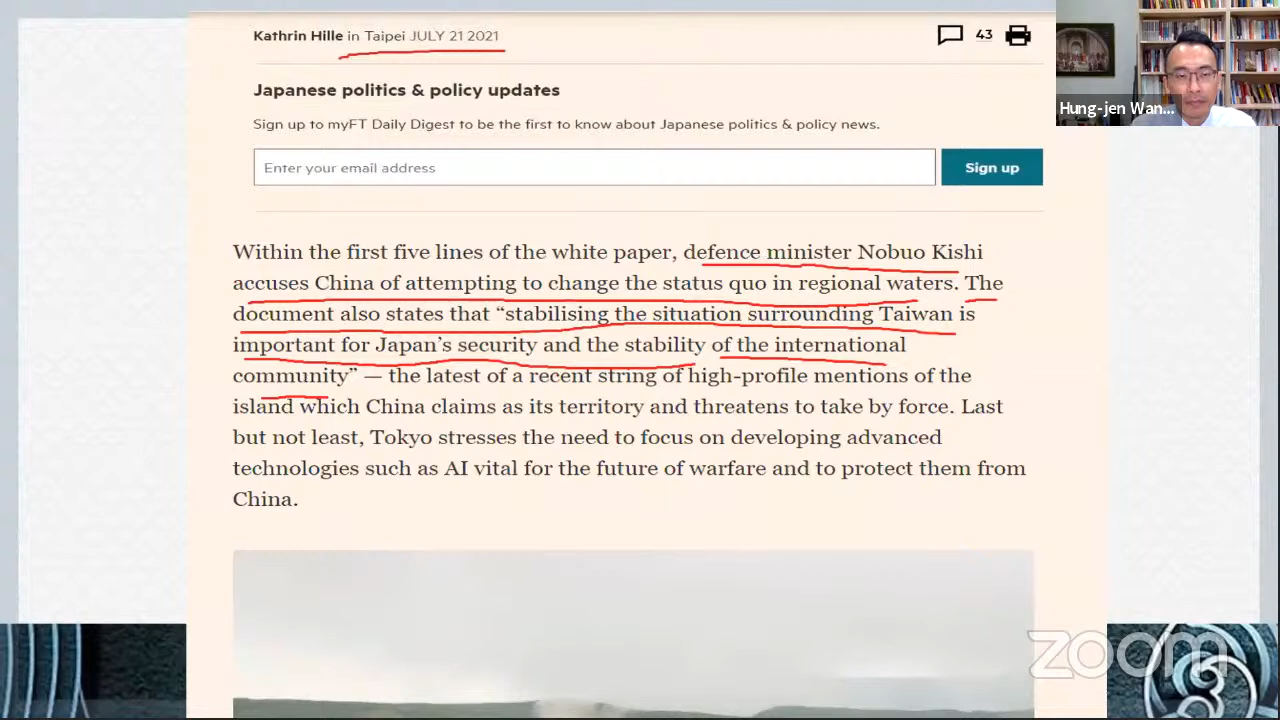 Kathrin Hille in Taipei JULY 21 2021
43
Hung-jen Wan...
Japanese politics & policy updates
Sign up to myFT Daily Digest to be the first to know about Japanese politics & policy news.
Enter your email address
Sign up
Within the first five lines of the white paper, defence minister Nobuo Kishi
accuses China of attempting to change the status quo in regional waters. The
document also states that “stabilising the situation surrounding Taiwan is
important for Japan’s security and the stability of the international
community” — the latest of a recent string of high-profile mentions of the
island which China claims as its territory and threatens to take by force. Last
but not least, Tokyo stresses the need to focus on developing advanced
technologies such as AI vital for the future of warfare and to protect them from
China.
zoom